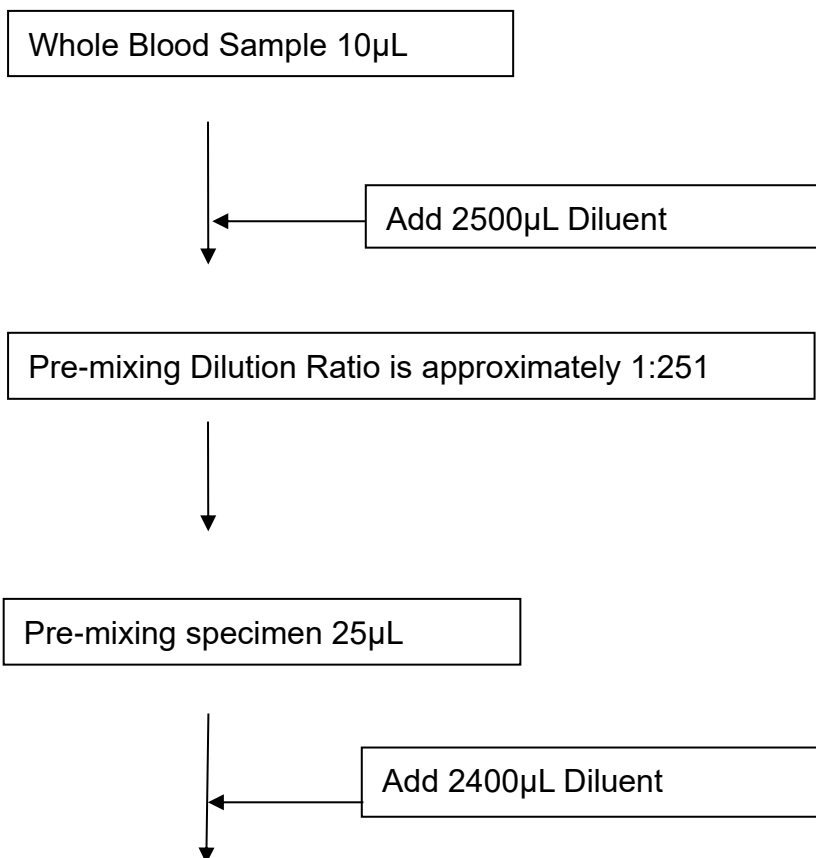 Whole Blood Sample 10µL
Add 2500µL Diluent
Pre-mixing Dilution Ratio is approximately 1:251
Pre-mixing specimen 25µL
Add 2400µL Diluent